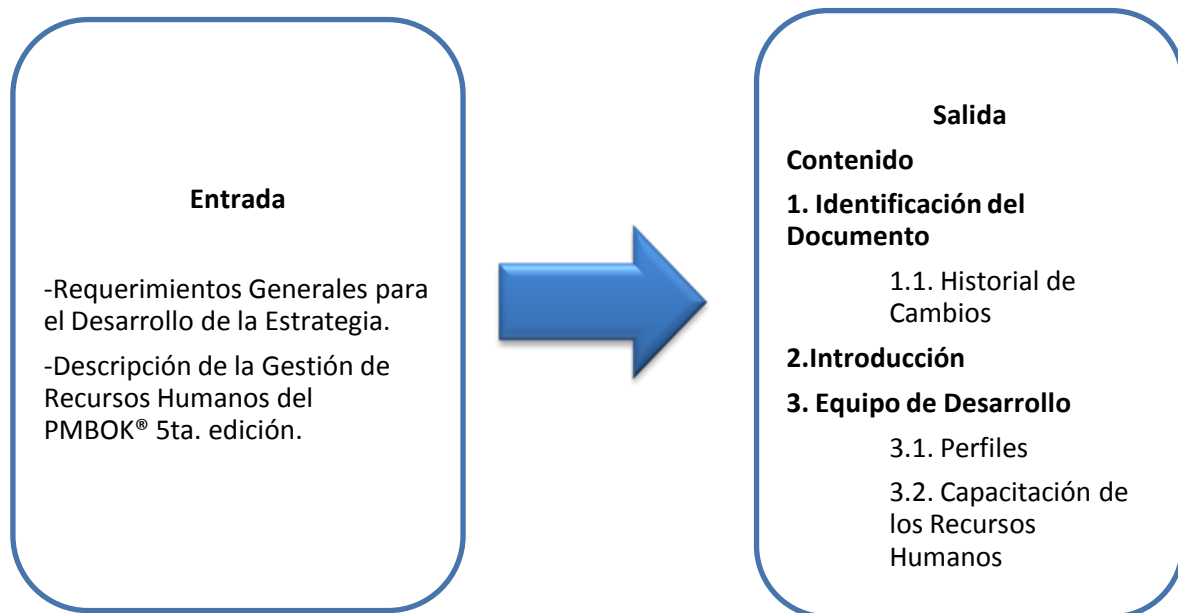 Entrada
-Requerimientos Generales para
el Desarrollo de la Estrategia.
-Descripción de la Gestión de
Recursos Humanos del
PMBOK® 5ta. edición.
Salida
Contenido
1. Identificación del
Documento
1.1. Historial de
Cambios
2.Introducción
3. Equipo de Desarrollo
3.1. Perfiles
3.2. Capacitación de
los Recursos
Humanos